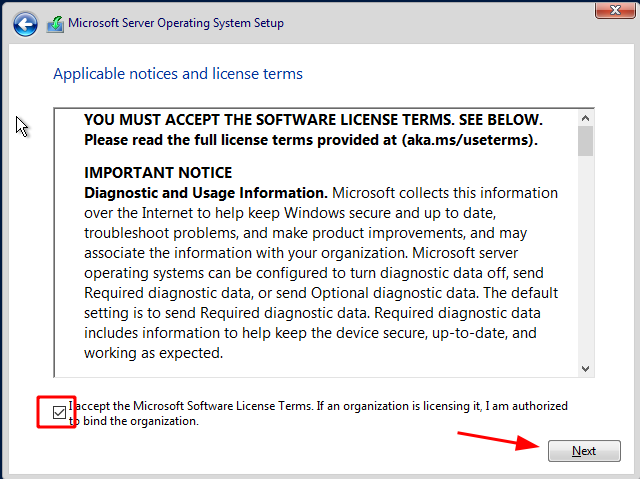 Microsoft Server Operating System Setup
Applicable notices and license terms
YOU MUST ACCEPT THE SOFTWARE LICENSE TERMS. SEE BELOW.
Please read the full license terms provided at (aka.ms/useterms).
IMPORTANT NOTICE
Diagnostic and Usage Information. Microsoft collects this information
over the Internet to help keep Windows secure and up to date,
troubleshoot problems, and make product improvements, and may
associate the information with your organization. Microsoft server
operating systems can be configured to turn diagnostic data off, send
Required diagnostic data, or send Optional diagnostic data. The default
setting is to send Required diagnostic data. Required diagnostic data
includes information to help keep the device secure, up-to-date, and
working as expected.
I accept the Microsoft Software License Terms. If an organization is licensing it, I am authorized
to bind the organization.
Next